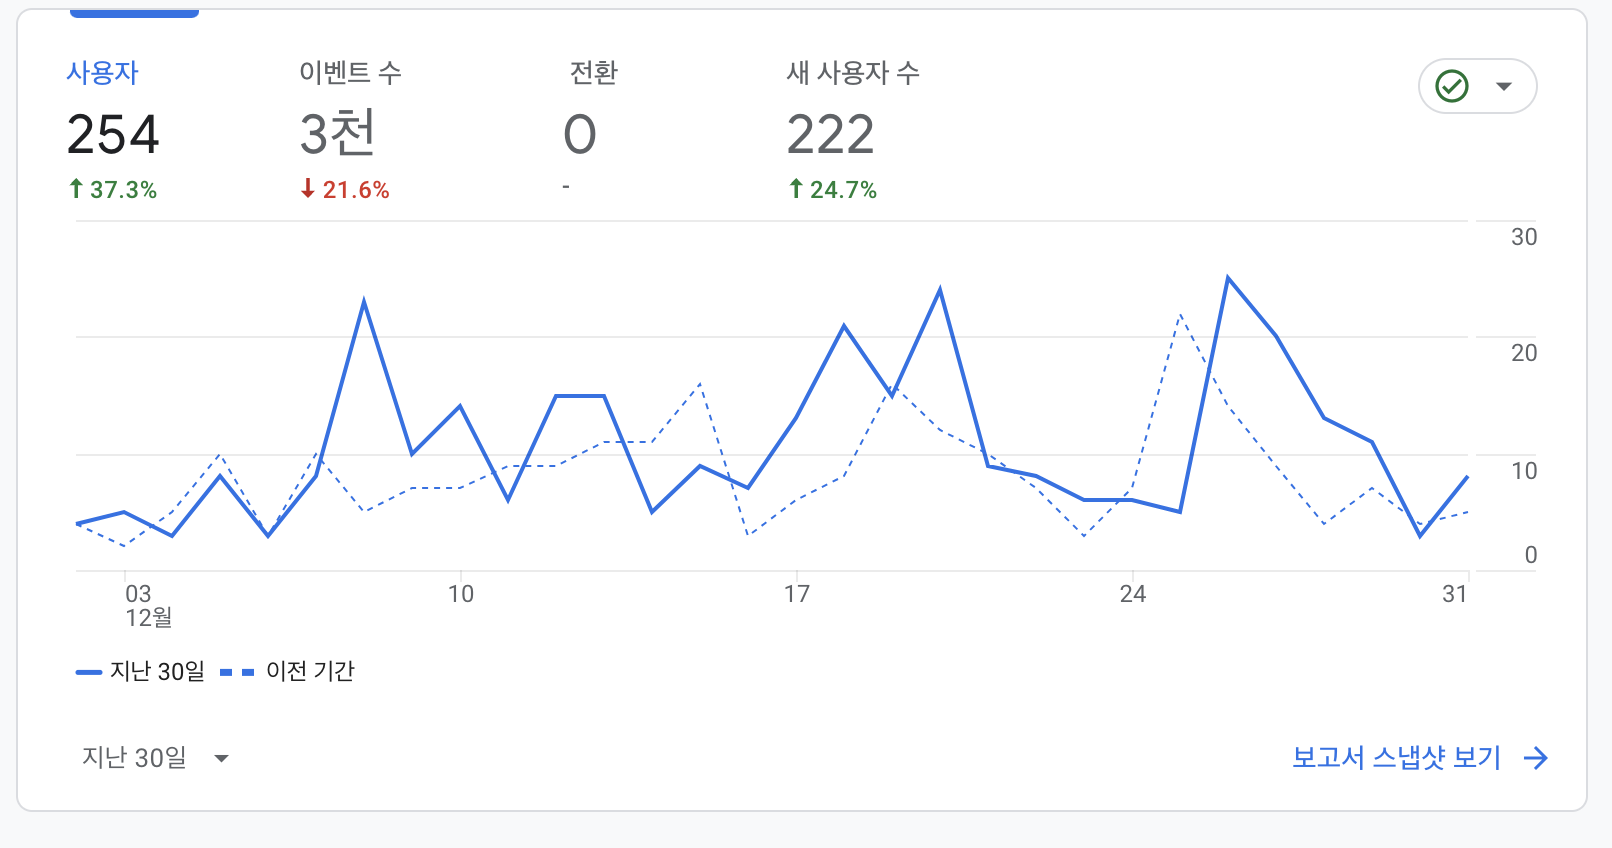 사용자 이벤트 수 전환 새 사용자 수
254 3천 0 222
37.3% 21.6% - 24.7%
30
20
10
0
03 10 17 24 31
12월
지난 30일 이전 기간
지난 30일 보고서 스냅샷 보기